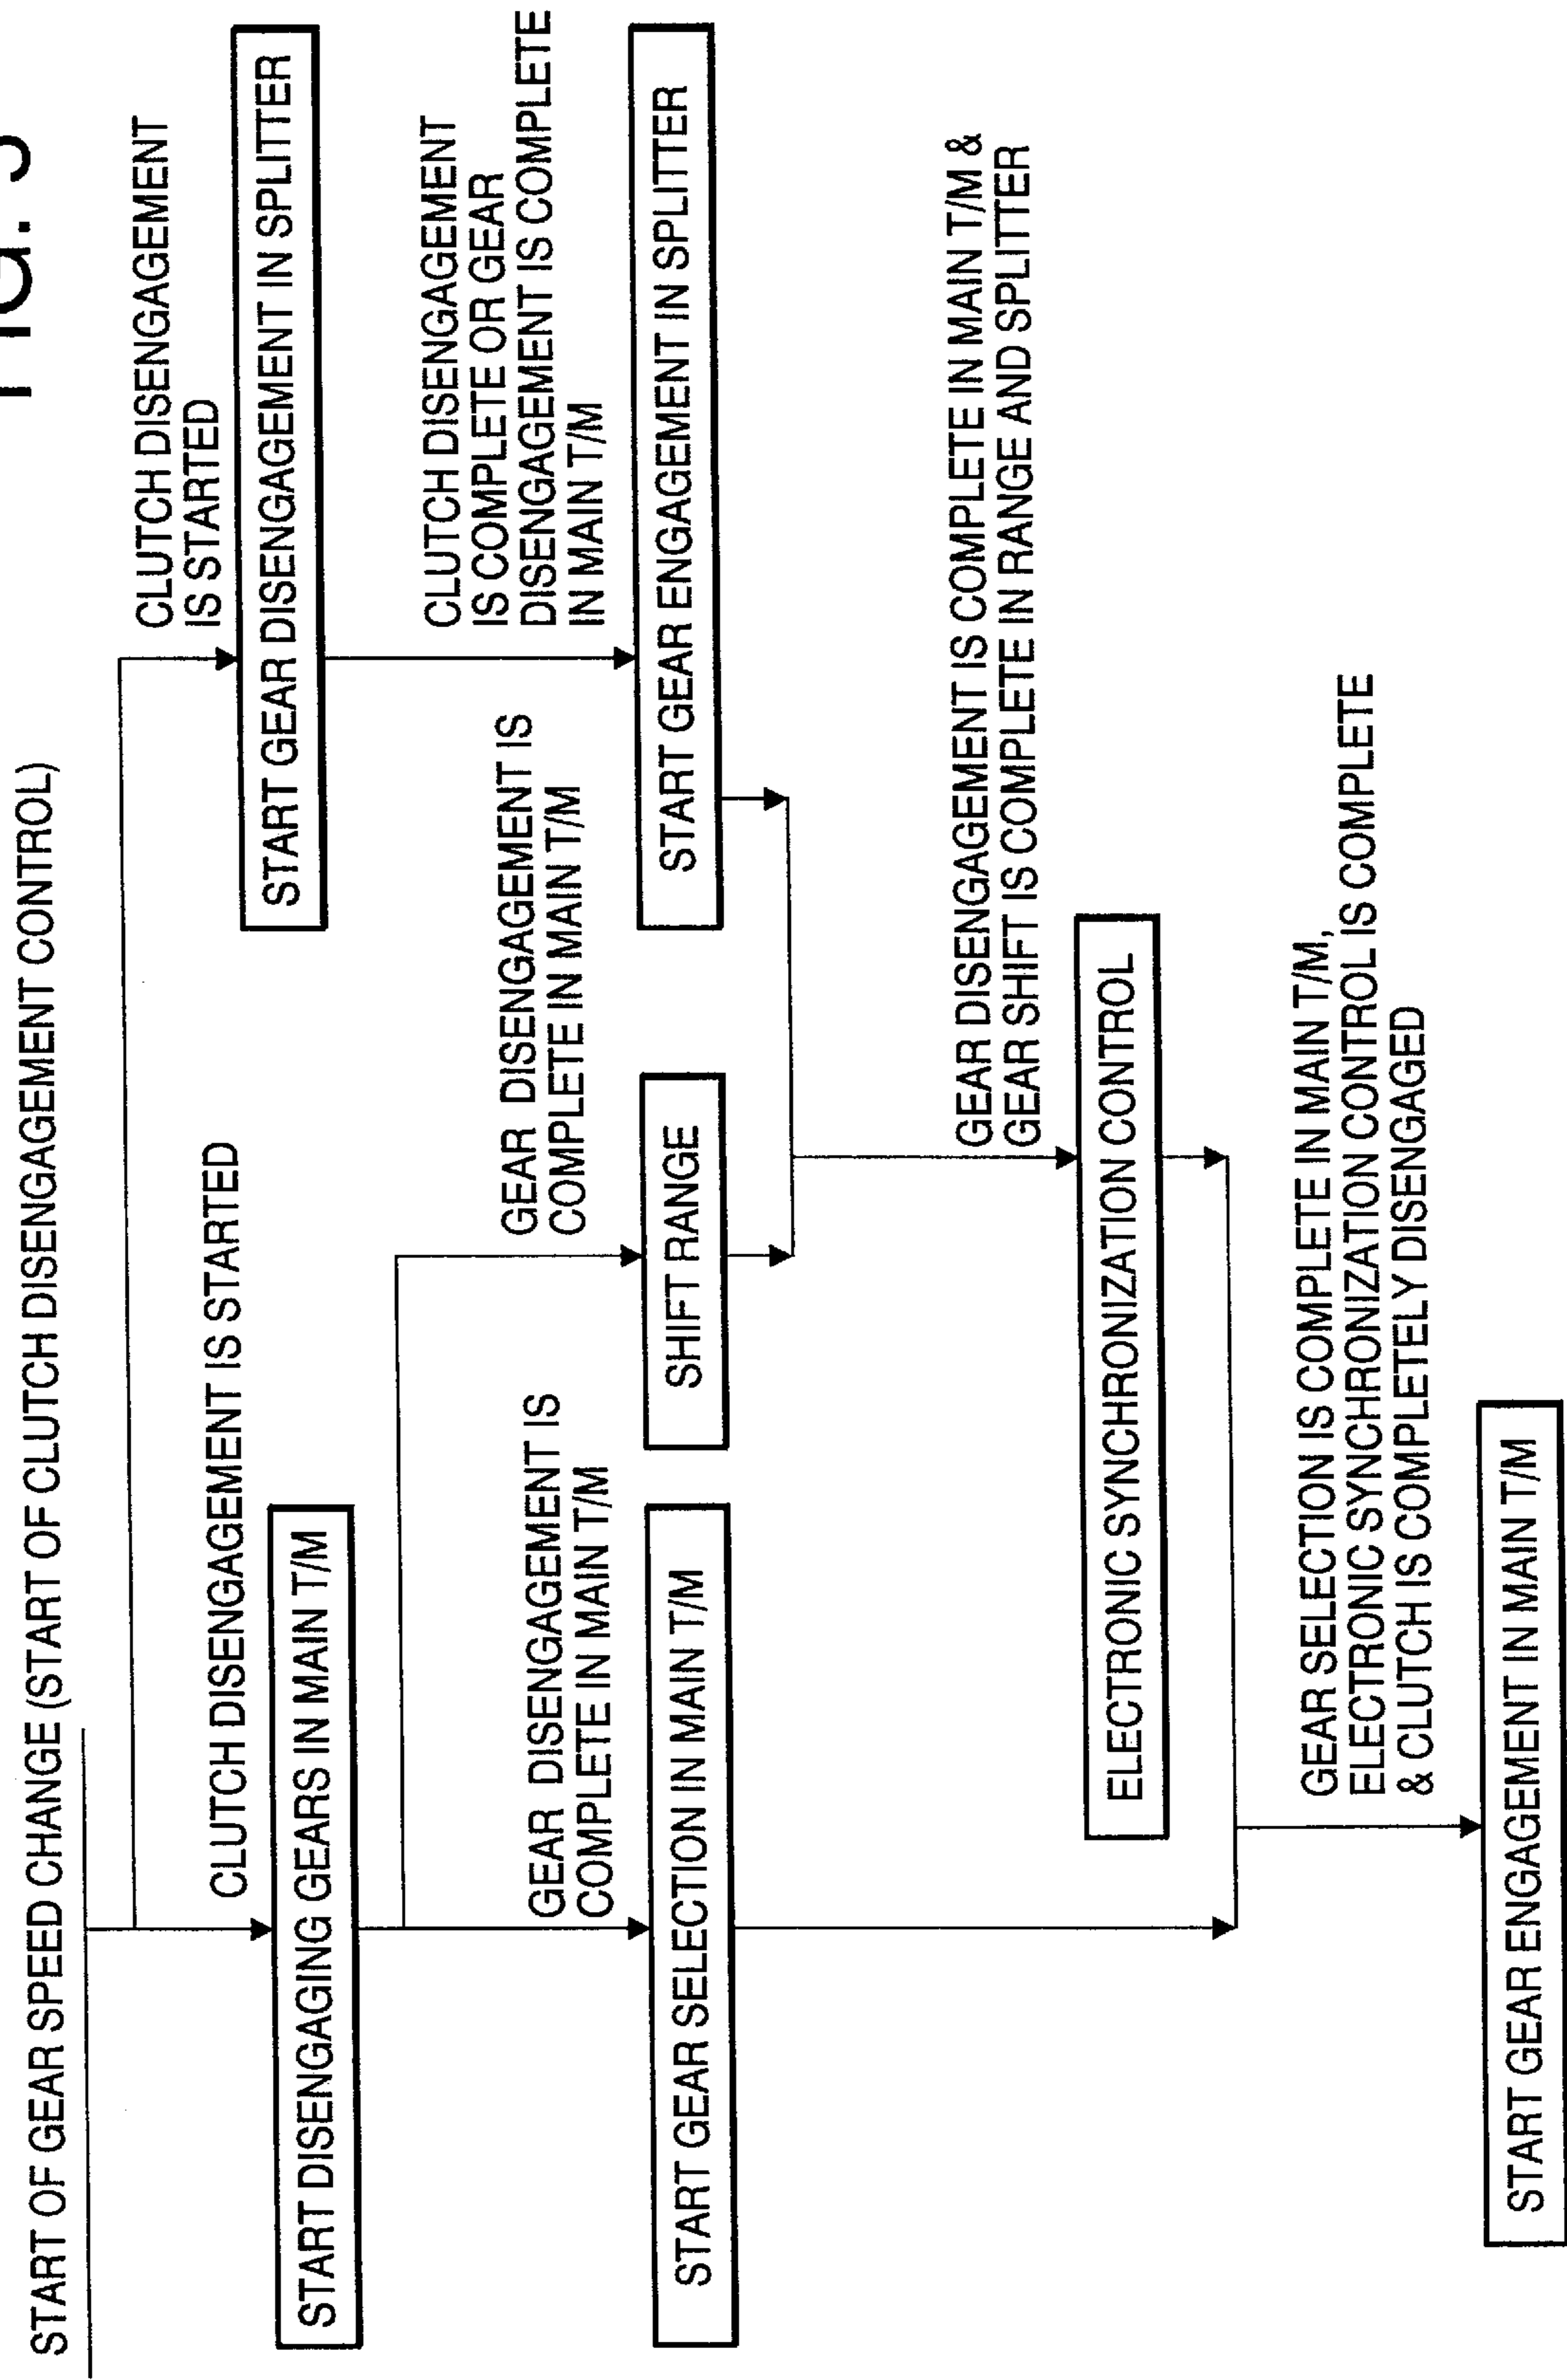 FIG. 3
START OF GEAR SPEED CHANGE (START OF CLUTCH DISENGAGEMENT CONTROL)
CLUTCH DISENGAGEMENT
IS STARTED
START GEAR DISENGAGEMENT IN SPLITTER
CLUTCH DISENGAGEMENT IS STARTED
START DISENGAGING GEARS IN MAIN T/M
CLUTCH DISENGAGEMENT
IS COMPLETE OR GEAR
DISENGAGEMENT IS COMPLETE
IN MAIN T/M
GEAR DISENGAGEMENT IS
COMPLETE IN MAIN T/M
GEAR DISENGAGEMENT IS
COMPLETE IN MAIN T/M
START GEAR SELECTION IN MAIN T/M
SHIFT RANGE
START GEAR ENGAGEMENT IN SPLITTER
GEAR DISENGAGEMENT IS COMPLETE IN MAIN T/M &
GEAR SHIFT IS COMPLETE IN RANGE AND SPLITTER
ELECTRONIC SYNCHRONIZATION CONTROL
GEAR SELECTION IS COMPLETE IN MAIN T/M,
ELECTRONIC SYNCHRONIZATION CONTROL IS COMPLETE
& CLUTCH IS COMPLETELY DISENGAGED
START GEAR ENGAGEMENT IN MAIN T/M